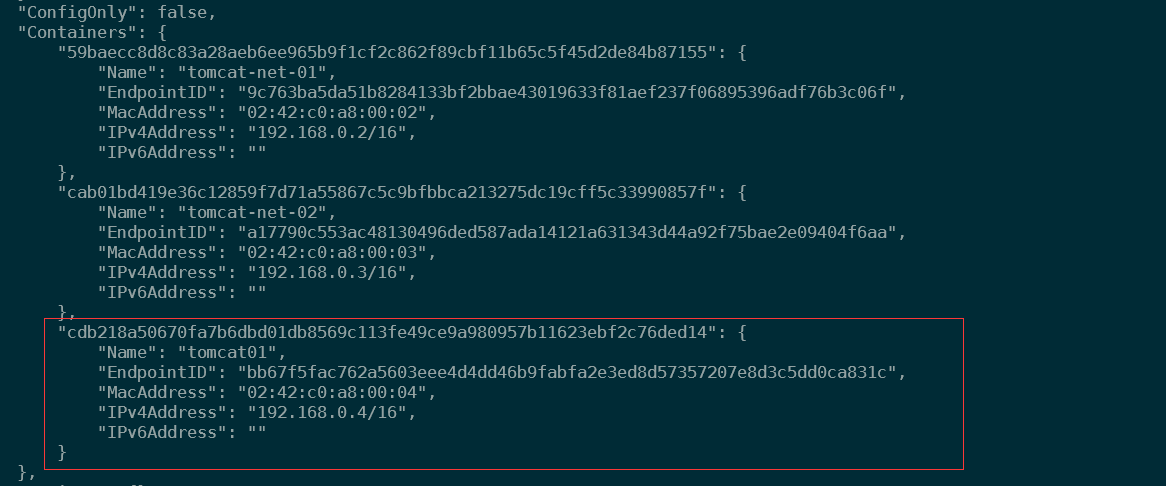 "ConfigOnly": false,
"Containers": {
"59baecc8d8c83a28aeb6ee965b9f1cf2c862f89cbf11b65c5f45d2de84b87155": {
"Name": "tomcat-net-01",
"EndpointID": "9c763ba5da51b8284133bf2bbae43019633f81aef237f06895396adf76b3c06f",
"MacAddress": "02:42:c0:a8:00:02",
"IPv4Address": "192.168.0.2/16",
"IPv6Address": ""
},
"cab01bd419e36c12859f7d71a55867c5c9bfbbca213275dc19cff5c33990857f": {
"Name": "tomcat-net-02",
"EndpointID": "a17790c553ac48130496ded587ada14121a631343d44a92f75bae2e09404f6aa",
"MacAddress": "02:42:c0:a8:00:03",
"IPv4Address": "192.168.0.3/16",
"IPv6Address": ""
},
"cdb218a50670fa7b6dbd01db8569c113fe49ce9a980957b11623ebf2c76ded14": {
"Name": "tomcat01",
"EndpointID": "bb67f5fac762a5603eee4d4dd46b9fabfa2e3ed8d57357207e8d3c5dd0ca831c",
"MacAddress": "02:42:c0:a8:00:04",
"IPv4Address": "192.168.0.4/16",
"IPv6Address": ""
}
},